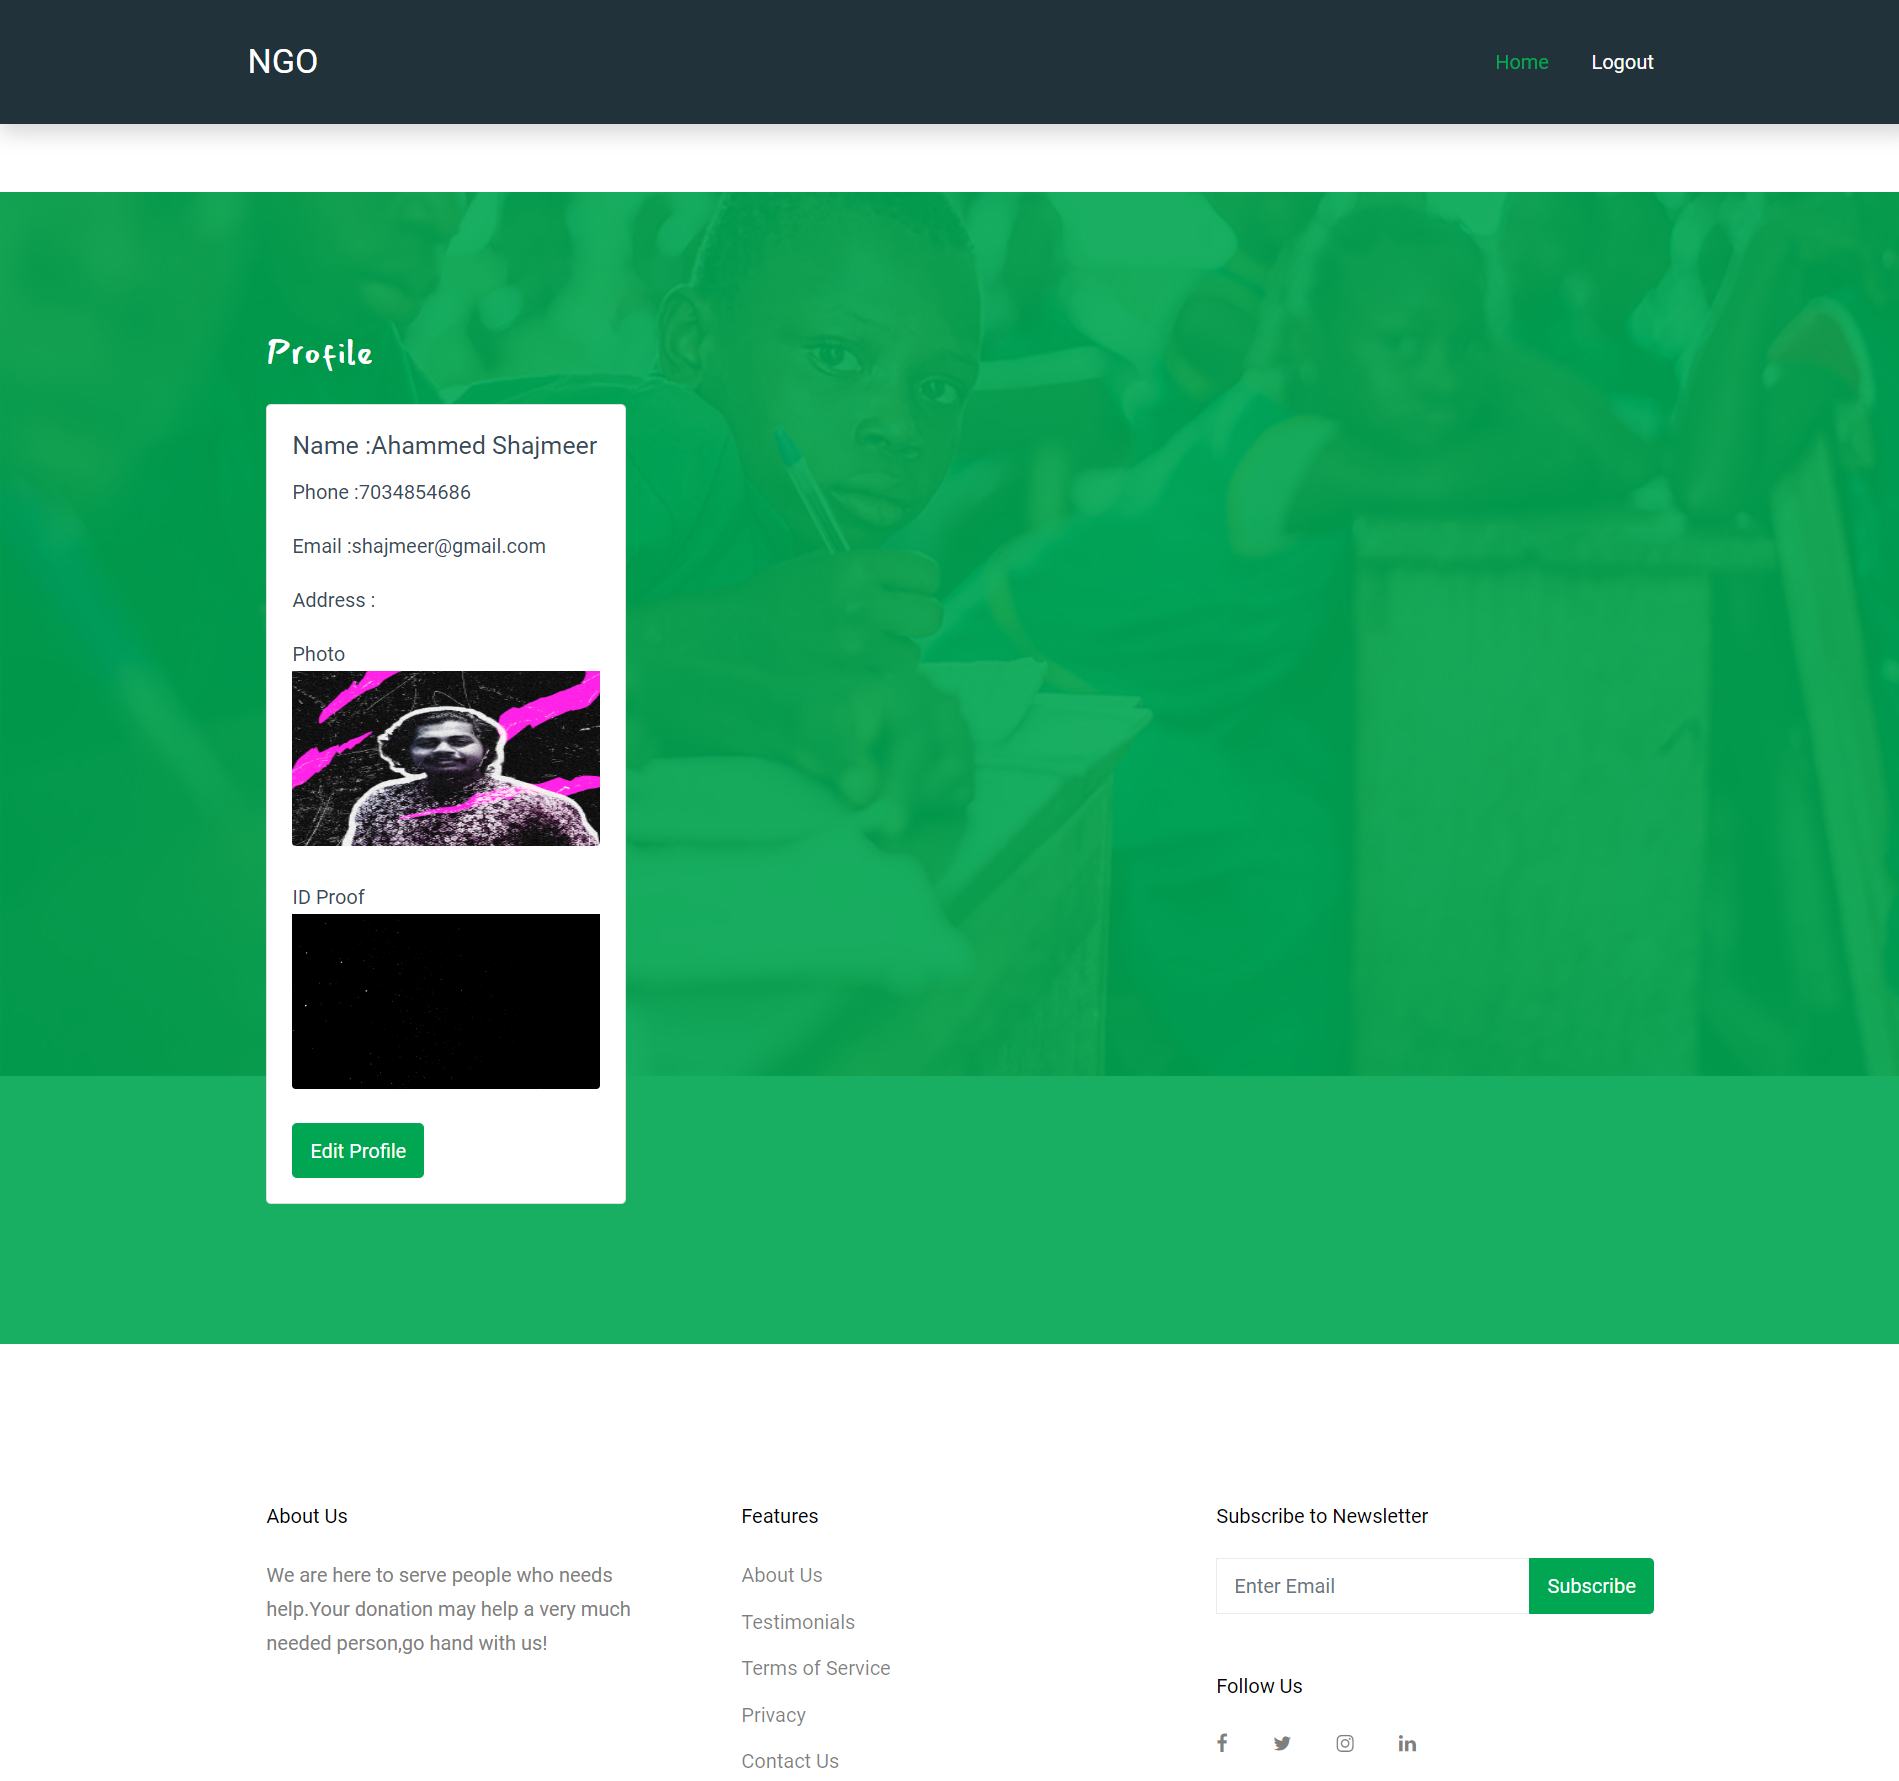 NGO
Home
Logout
Profile
Name :Ahammed Shajmeer
Phone :7034854686
Email :shajmeer@gmail.com
Address :
Photo
ID Proof
Edit Profile
About Us
We are here to serve people who needs
help.Your donation may help a very much
needed person,go hand with us!
Features
About Us
Testimonials
Terms of Service
Privacy
Contact Us
Subscribe to Newsletter
Enter Email
Subscribe
Follow Us